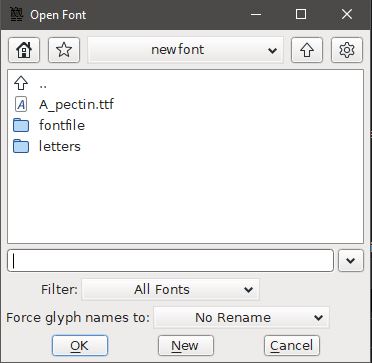 Open Font
newfont
..
A_pectin.ttf
fontfile
letters
Filter: All Fonts
Force glyph names to: No Rename
OK New Cancel